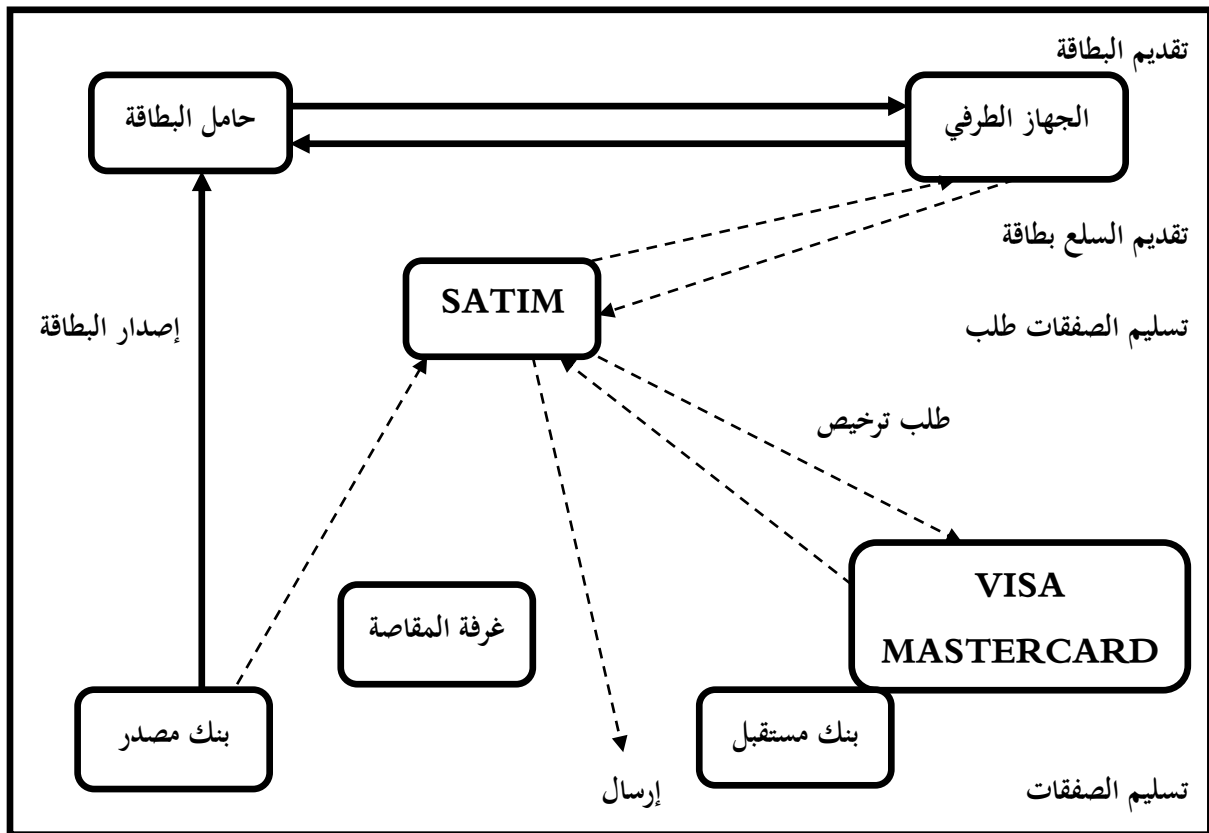 تقديم البطاقة
الجهاز الطرفي
حامل البطاقة
تقديم السلع بطاقة
SATIM
تسليم الصفقات طلب
إصدار البطاقة
طلب ترخيص
VISA
MASTERCARD
غرفة المقاصة
بنك مستقبل
بنك مصدر
تسليم الصفقات
إرسال